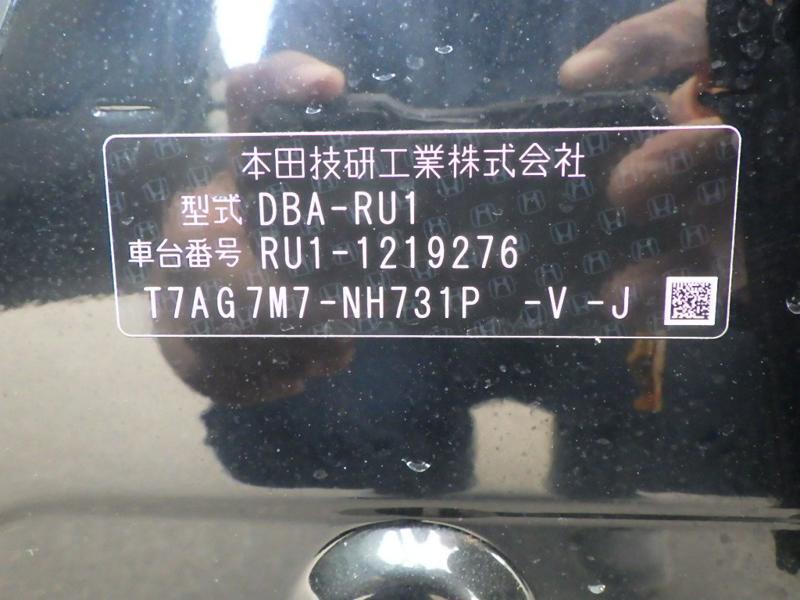 本田技研工業株式会社
型式 DBA-RU1
車台番号 RU1-1219276
T7AG7M7-NH731P -V-J